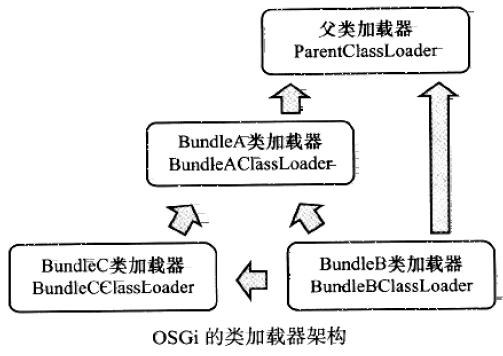 父类加载器
ParentClassLoader
BundleA类加载器
BundleAClassLoader
BundleC类加载器
BundleCClassLoader
BundleB类加载器
BundleBClassLoader
OSGi 的类加载器架构